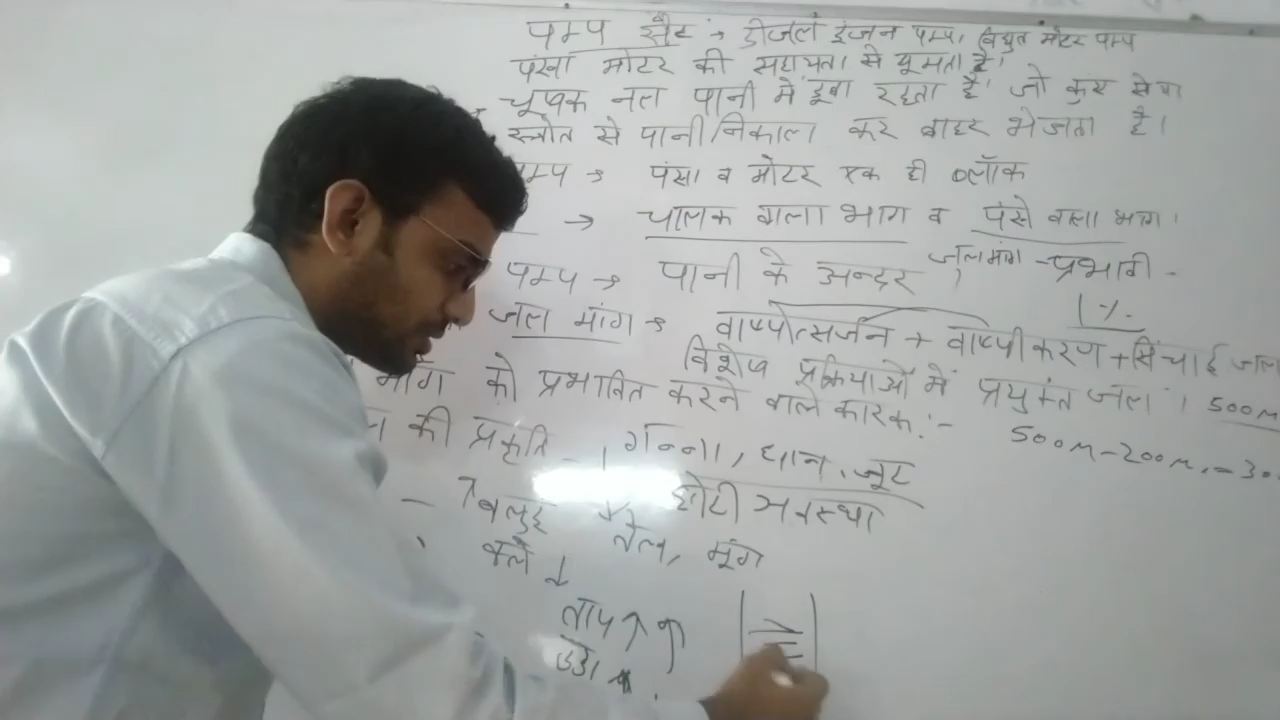 पम्प सैट → डीजल इंजन पम्प, विद्युत मोटर पम्प
पंखा मोटर की सहायता से घूमता है।
चूषक नल पानी में डूबा रहता है। जो कुए से या
स्त्रोत से पानी निकाल कर बाहर भेजता है।
म्प → पंखा व मोटर एक ही ब्लॉक
→ चालक वाला भाग व पंखे वाला भाग।
पम्प → पानी के अन्दर जल मांग - प्रभावी -
1%
जल मांग → वाष्पोत्सर्जन + वाष्पीकरण + सिंचाई जल
विशेष प्रक्रियाओं में प्रयुक्त जल। 500M
माँग को प्रभावित करने वाले कारक:- 500M - 200M. = 30
ल की प्रकृति - गन्ना, धान, जूट
छोटी अवस्था
- ↑ बलुई ↓ तेल, मूंग
क्ले ↓
ताप ↑ ↑